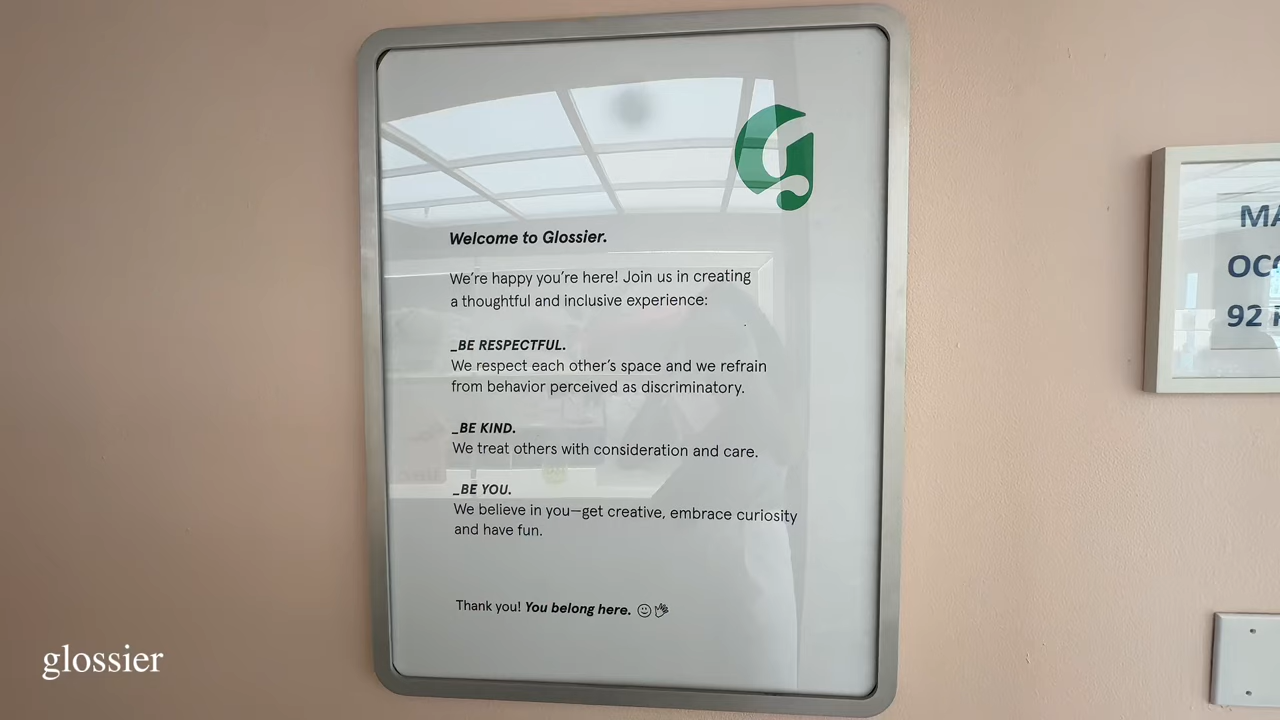 Welcome to Glossier.
We're happy you're here! Join us in creating
a thoughtful and inclusive experience:
_BE RESPECTFUL.
We respect each other's space and we refrain
from behavior perceived as discriminatory.
_BE KIND.
We treat others with consideration and care.
_BE YOU.
We believe in you—get creative, embrace curiosity
and have fun.
Thank you! You belong here.
MA
OCC
92
glossier